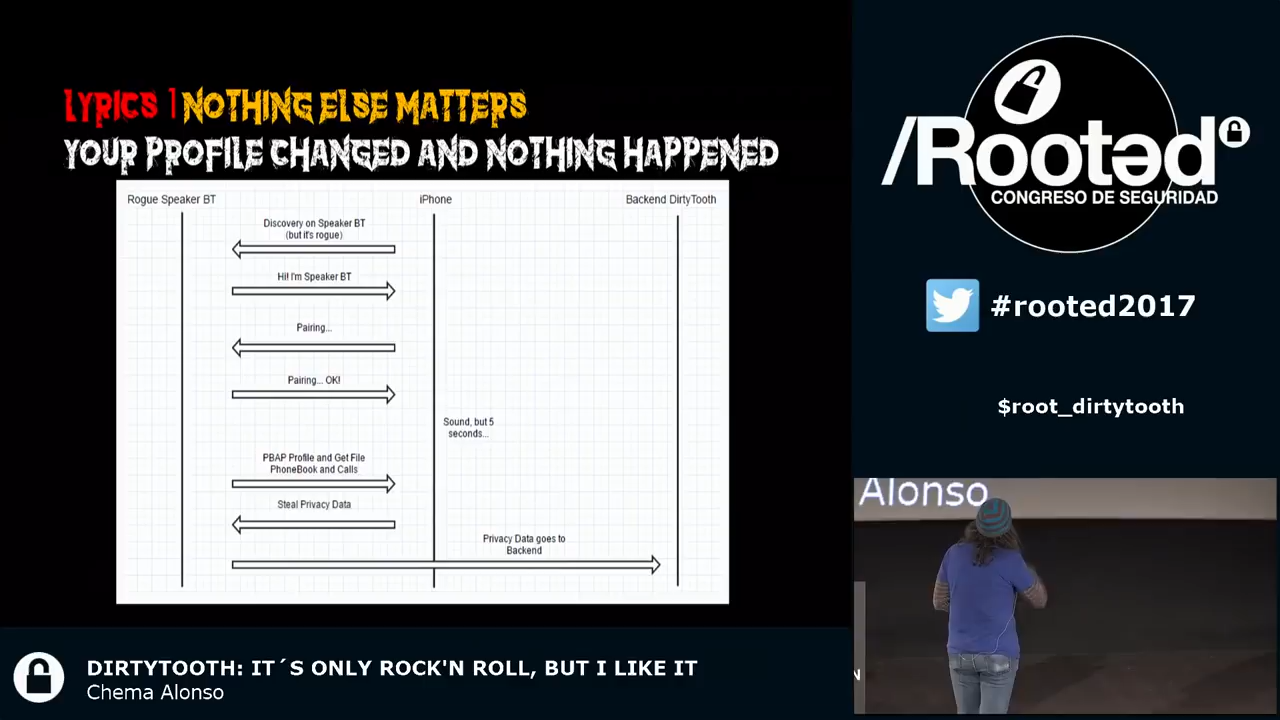 LYRICS 1 NOTHING ELSE MATTERS
YOUR PROFILE CHANGED AND NOTHING HAPPENED
Rogue Speaker BT
iPhone
Backend DirtyTooth
Discovery on Speaker BT
(but it's rogue)
Hi! I'm Speaker BT
Pairing...
Pairing... OK!
Sound, but 5
seconds...
PBAP Profile and Get File
PhoneBook and Calls
Steal Privacy Data
Privacy Data goes to
Backend
/Rooteə
CONGRESO DE SEGURIDAD
#rooted2017
$root_dirtytooth
Alonso
N
DIRTYTOOTH: IT´S ONLY ROCK'N ROLL, BUT I LIKE IT
Chema Alonso